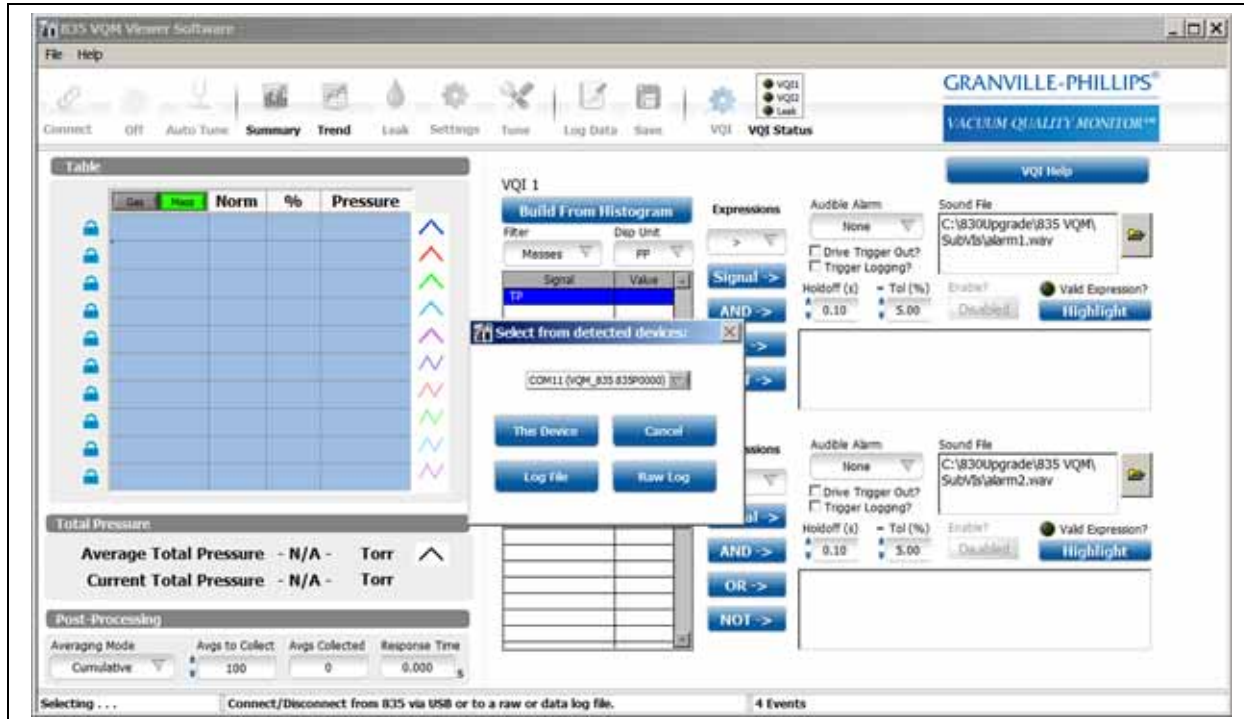 835 VQM Viewer Software
File Help
Connect Off Auto Tune Summary Trend Leak Settings Tune Log Data Save VQI VQI Status
VQI1
VQI2
Leak
GRANVILLE-PHILLIPS®
VACUUM QUALITY MONITOR™
Table
Gas Mass Norm % Pressure
Total Pressure
Average Total Pressure - N/A - Torr
Current Total Pressure - N/A - Torr
Post-Processing
Averaging Mode Avgs to Collect Avgs Collected Response Time
Cumulative 100 0 0.000 s
VQI 1
Build From Histogram
Filter Disp Unit
Masses PP
Signal Value
TP
Expressions
>
Signal ->
AND ->
->
->
VQI Help
Audible Alarm Sound File
None C:\830Upgrade\835 VQM\
SubVIs\alarm1.wav
Drive Trigger Out?
Trigger Logging?
Holdoff (s) ~ Tol (%) Enable? Valid Expression?
0.10 5.00 Disabled Highlight
Select from detected devices:
COM11 (VQM_835 835P0000)
This Device Cancel
Log File Raw Log
ssions
al ->
AND ->
OR ->
NOT ->
Audible Alarm Sound File
None C:\830Upgrade\835 VQM\
SubVIs\alarm2.wav
Drive Trigger Out?
Trigger Logging?
Holdoff (s) ~ Tol (%) Enable? Valid Expression?
0.10 5.00 Disabled Highlight
Selecting . . . Connect/Disconnect from 835 via USB or to a raw or data log file. 4 Events